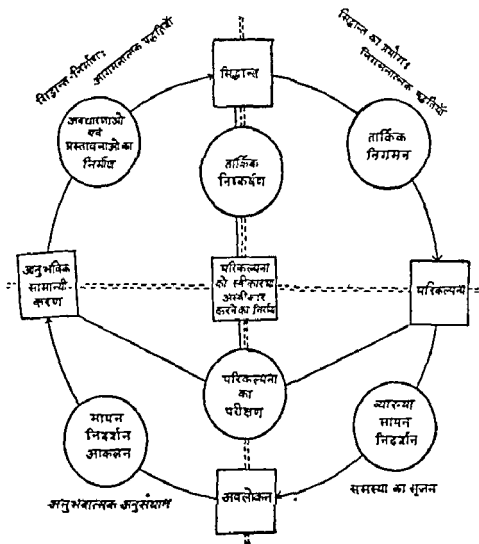 सिद्धान्त-निर्माण:
आगमनात्मक पद्धतियाँ
सिद्धान्त का प्रयोग:
निगमनात्मक पद्धतियाँ
सिद्धान्त
अवधारणाओ
एवं
प्रस्तावनाओ का
निर्माण
तार्किक
निष्कर्षण
तार्किक
निगमन
आनुभविक
सामान्यी
करण
परिकल्पना
को स्वीकारया
अस्वीकार
करने का निर्णय
परिकल्पना
परिकल्पना
का
परीक्षण
मापन
निदर्शन
आकलन
व्याख्या
मापन
निदर्शन
अवलोकन
अनुभवात्मक अनुसंधान
समस्या का सृजन